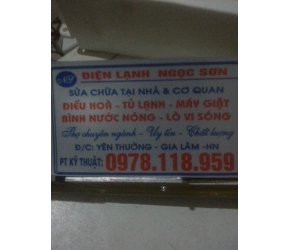 ĐIỆN LẠNH NGỌC SƠN
SỬA CHỮA TẠI NHÀ & CƠ QUAN
ĐIỀU HOÀ - TỦ LẠNH - MÁY GIẶT
BÌNH NƯỚC NÓNG - LÒ VI SÓNG
Thợ chuyên ngành - Uy tín - Chất lượng
Đ/C: YÊN THƯỜNG - GIA LÂM -HN
PT KỸ THUẬT: 0978.118.959